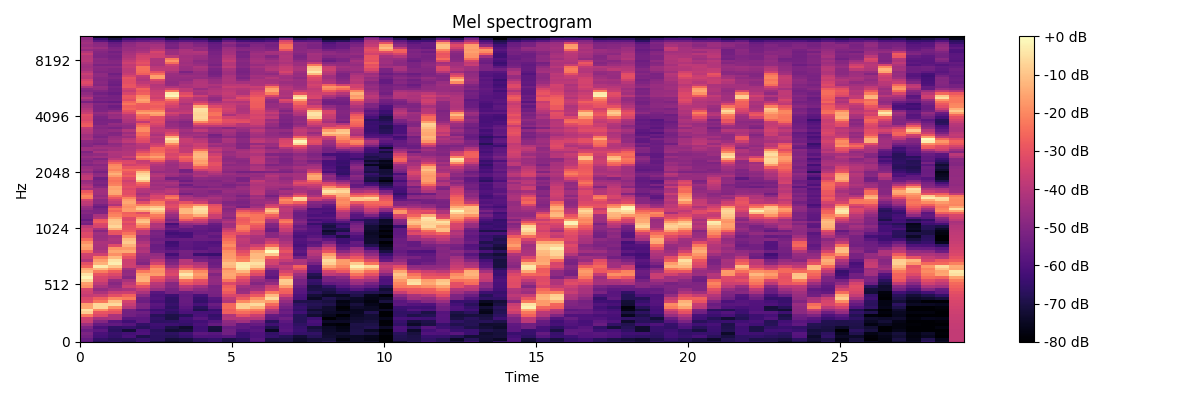 Mel spectrogram
8192
4096
2048
1024
512
0
Hz
0 5 10 15 20 25
Time
+0 dB
-10 dB
-20 dB
-30 dB
-40 dB
-50 dB
-60 dB
-70 dB
-80 dB